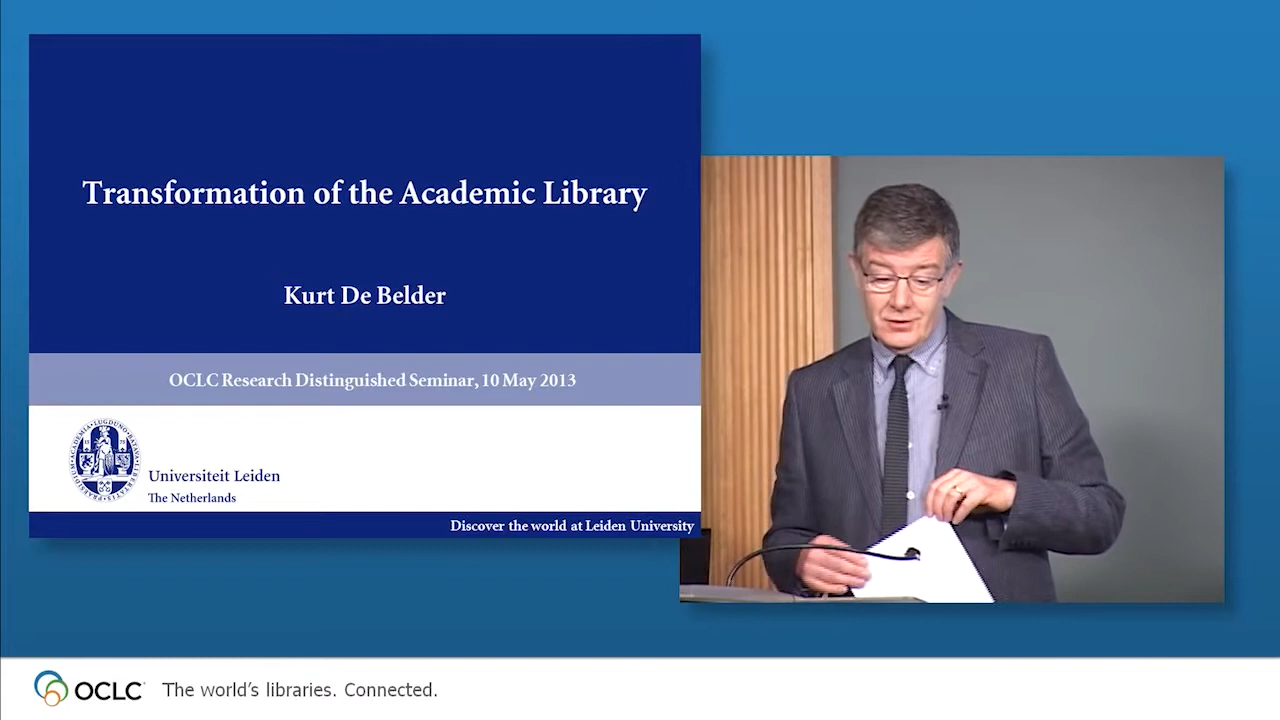 Transformation of the Academic Library
Kurt De Belder
OCLC Research Distinguished Seminar, 10 May 2013
Universiteit Leiden
The Netherlands
Discover the world at Leiden University
OCLC
The world's libraries. Connected.